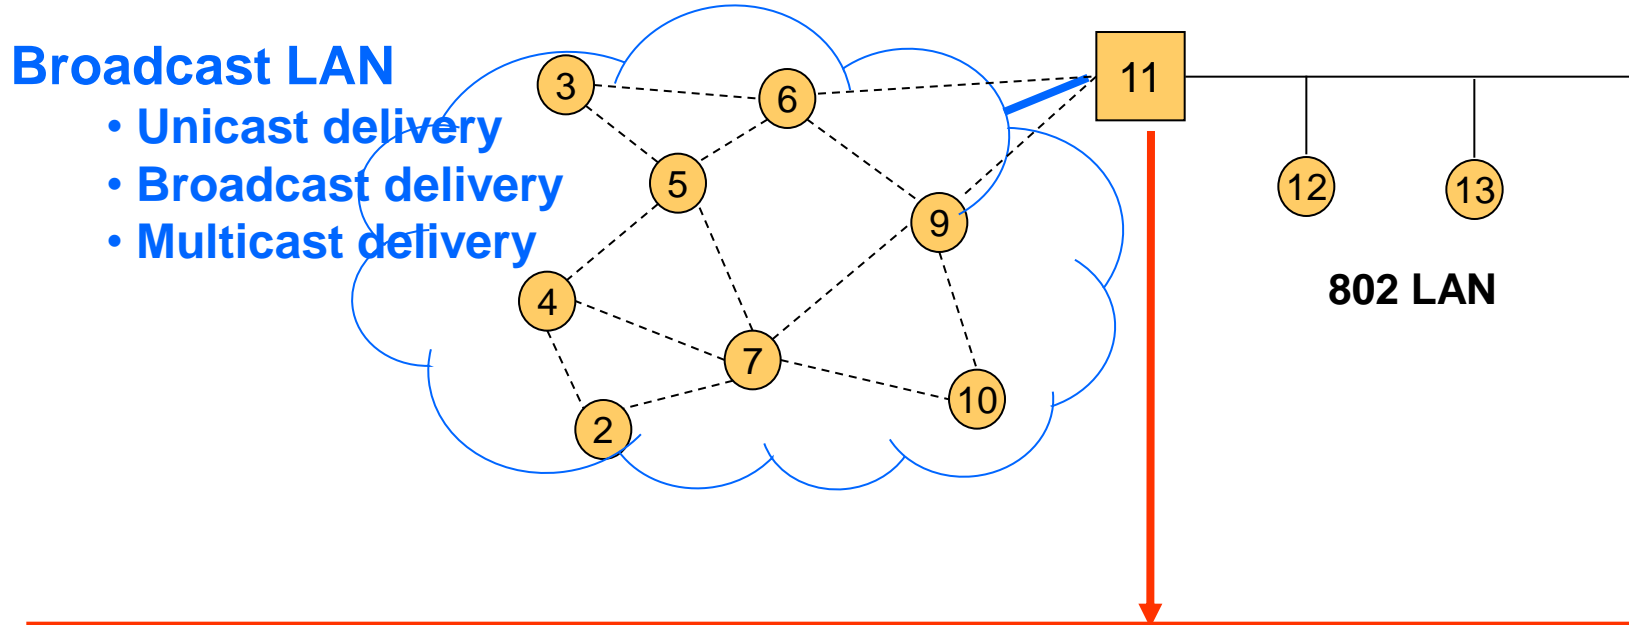 Broadcast LAN
• Unicast delivery
• Broadcast delivery
• Multicast delivery
3
6
11
5
12
13
9
4
802 LAN
7
10
2